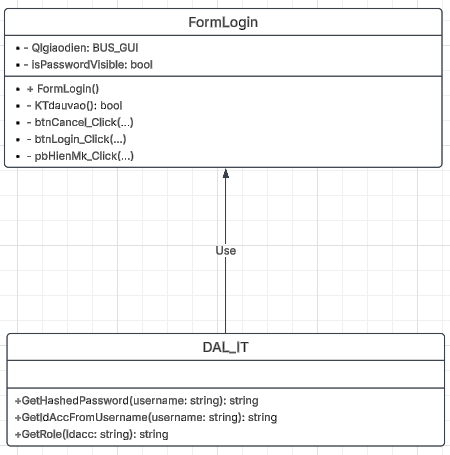 FormLogin
▪ - Qlgiaodien: BUS_GUI
▪ - isPasswordVisible: bool
▪ + FormLogin()
▪ - KTdauvao(): bool
▪ - btnCancel_Click(...)
▪ - btnLogin_Click(...)
▪ - pbHienMk_Click(...)
Use
DAL_IT
+GetHashedPassword(username: string): string
+GetIdAccFromUsername(username: string): string
+GetRole(Idacc: string): string